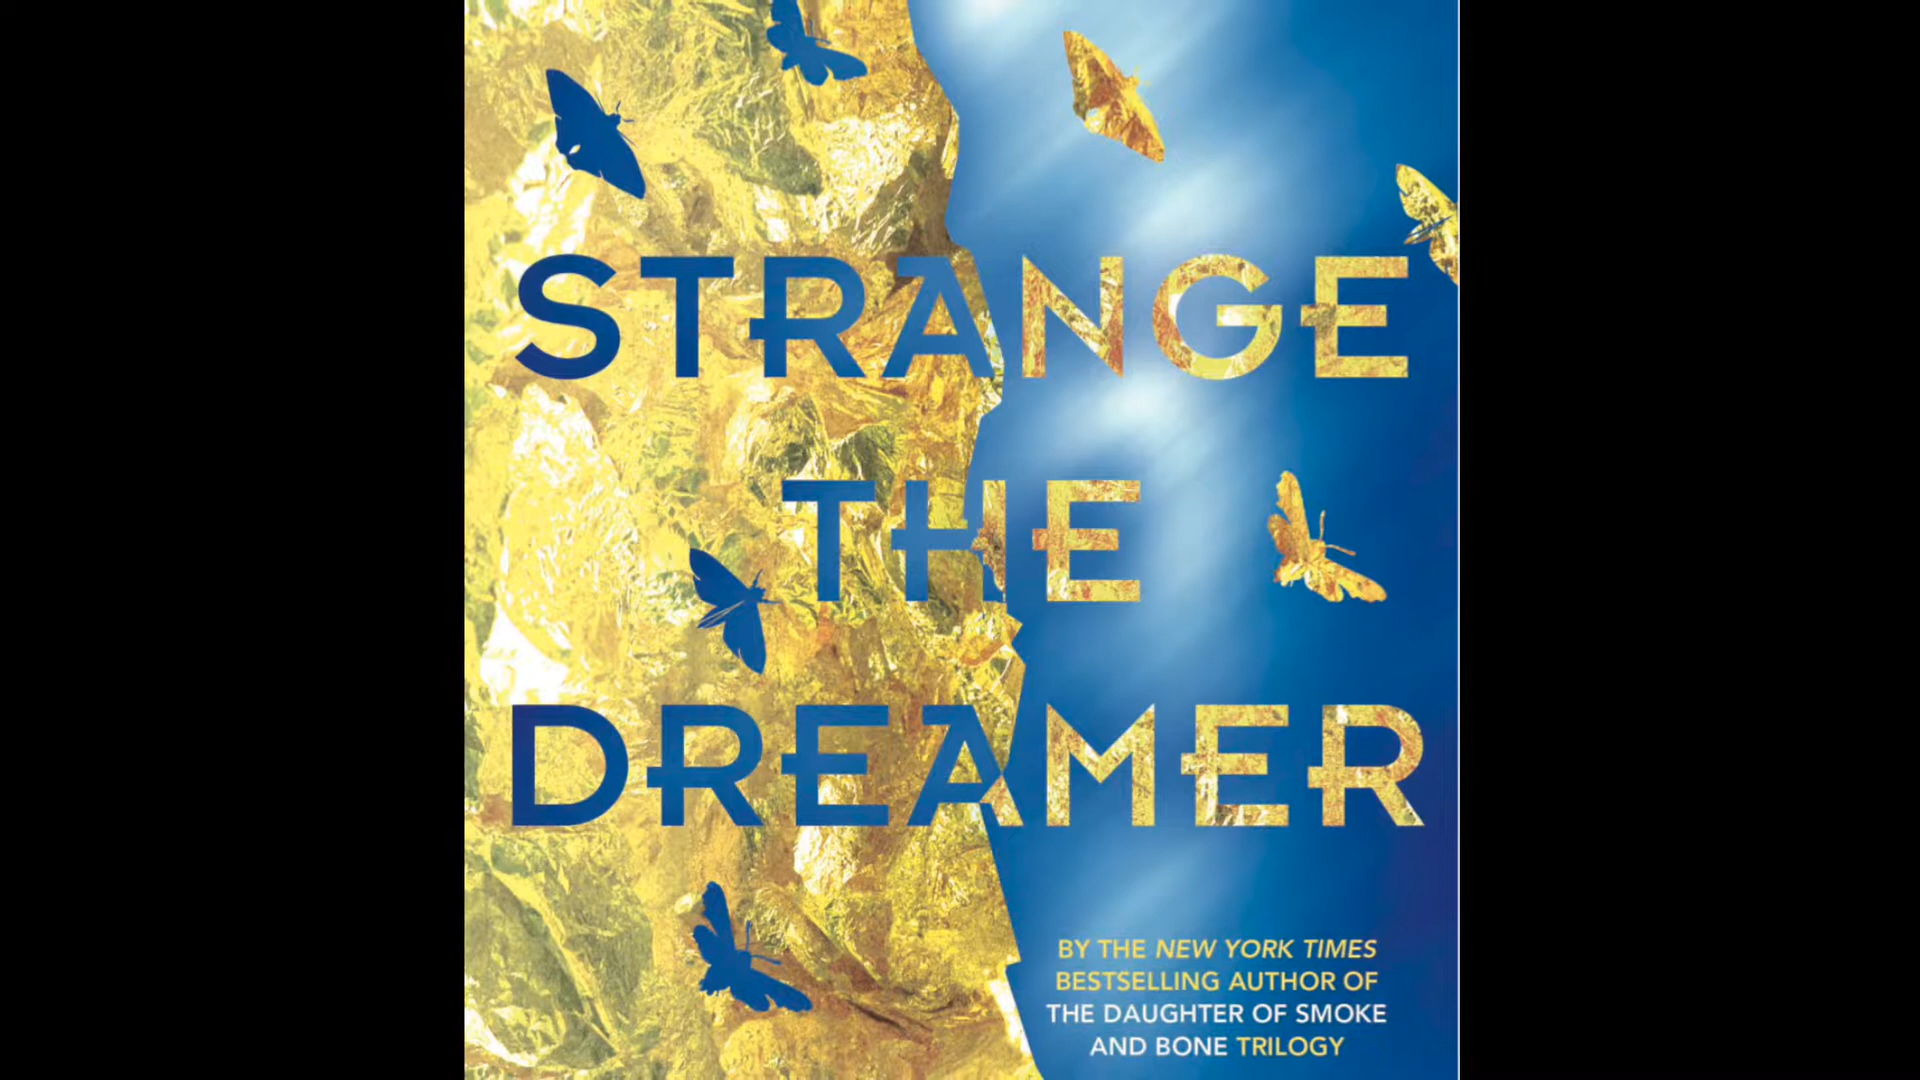 STRANGE
THE
DREAMER
BY THE NEW YORK TIMES
BESTSELLING AUTHOR OF
THE DAUGHTER OF SMOKE
AND BONE TRILOGY